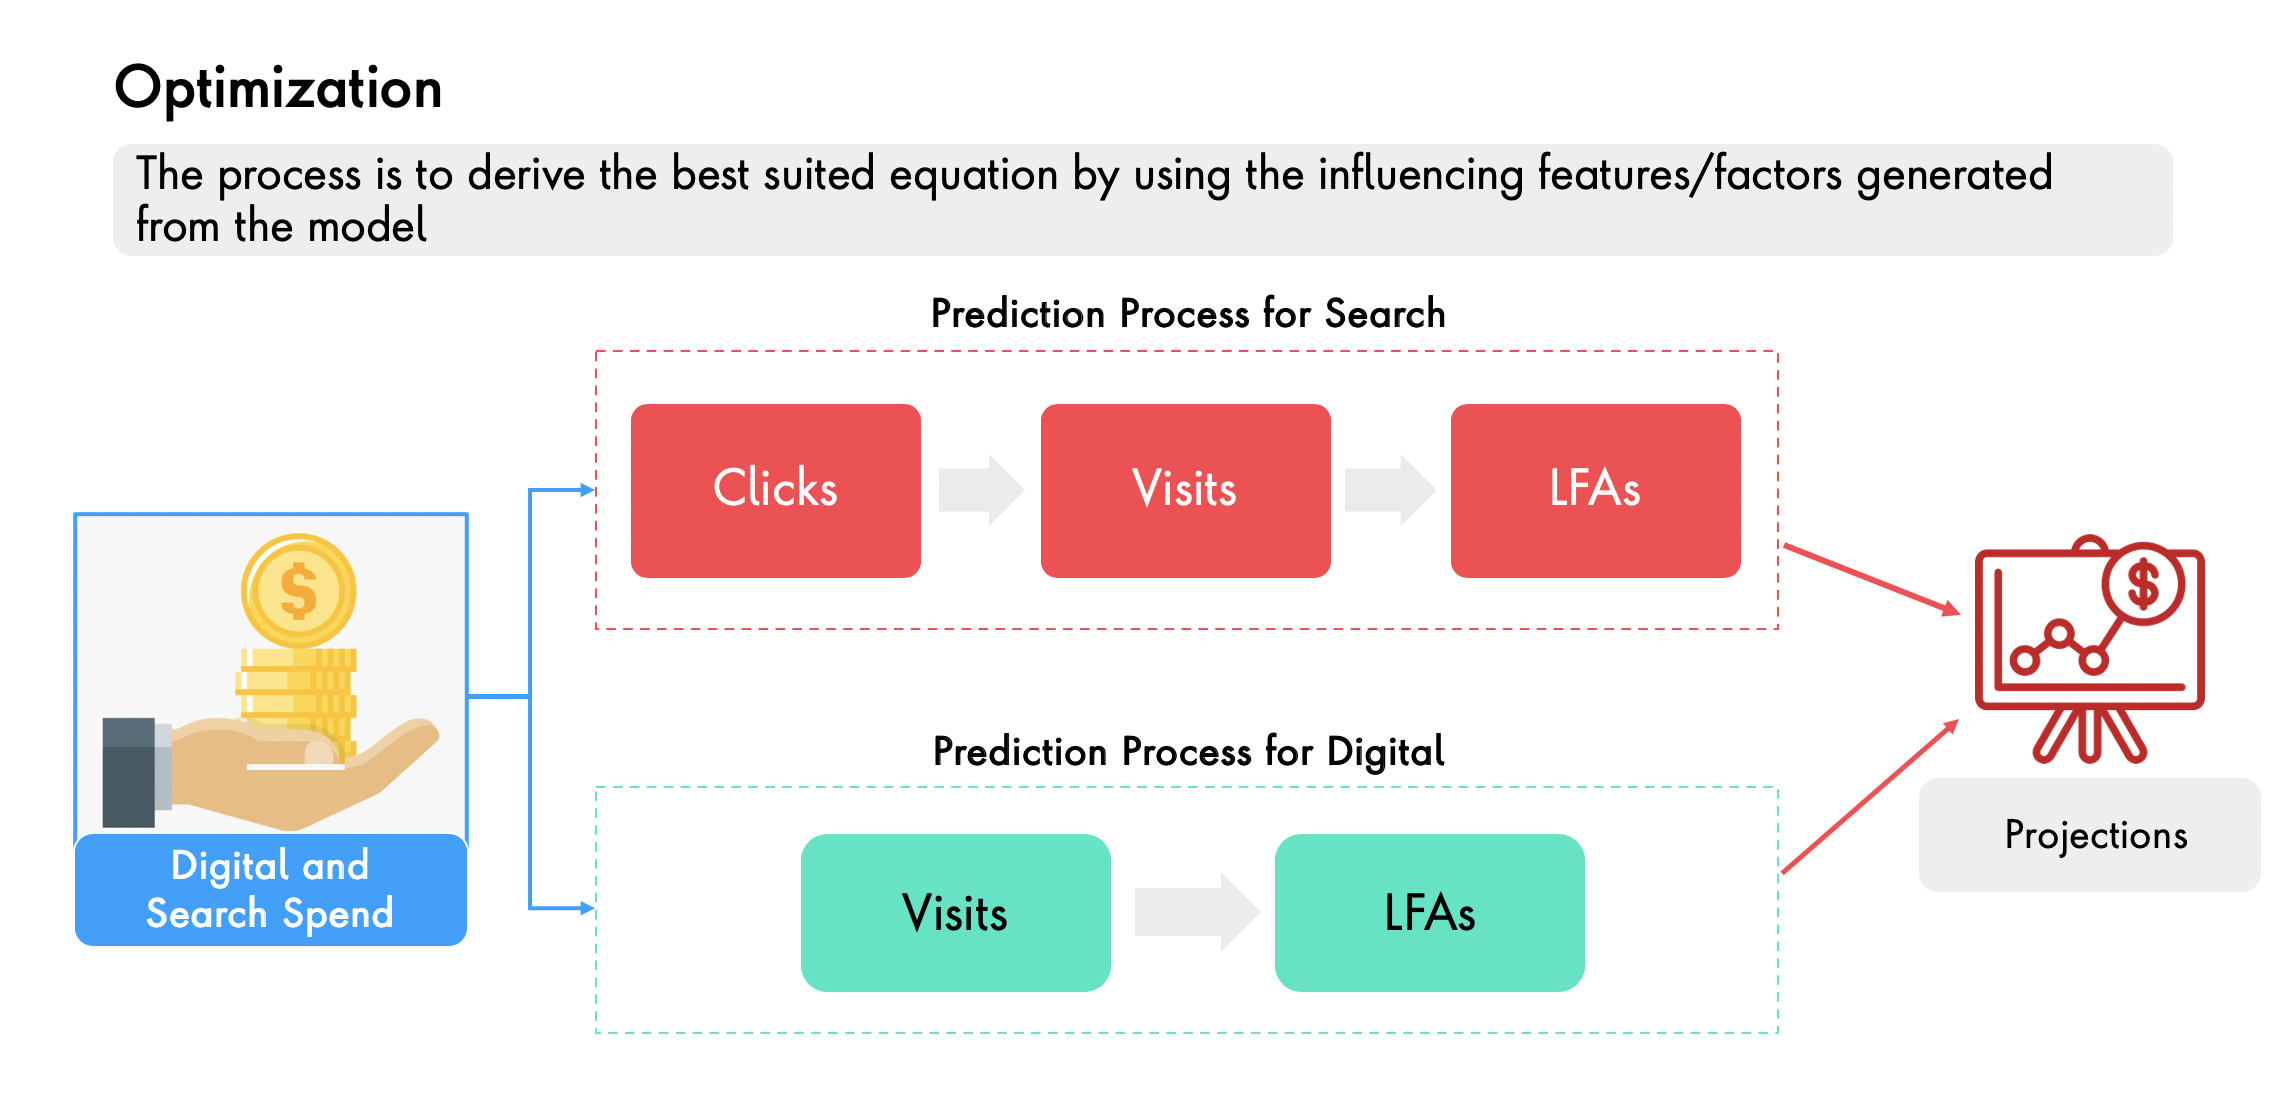 Optimization
The process is to derive the best suited equation by using the influencing features/factors generated
from the model
Prediction Process for Search
Clicks
Visits
LFAs
Digital and
Search Spend
Prediction Process for Digital
Visits
LFAs
Projections